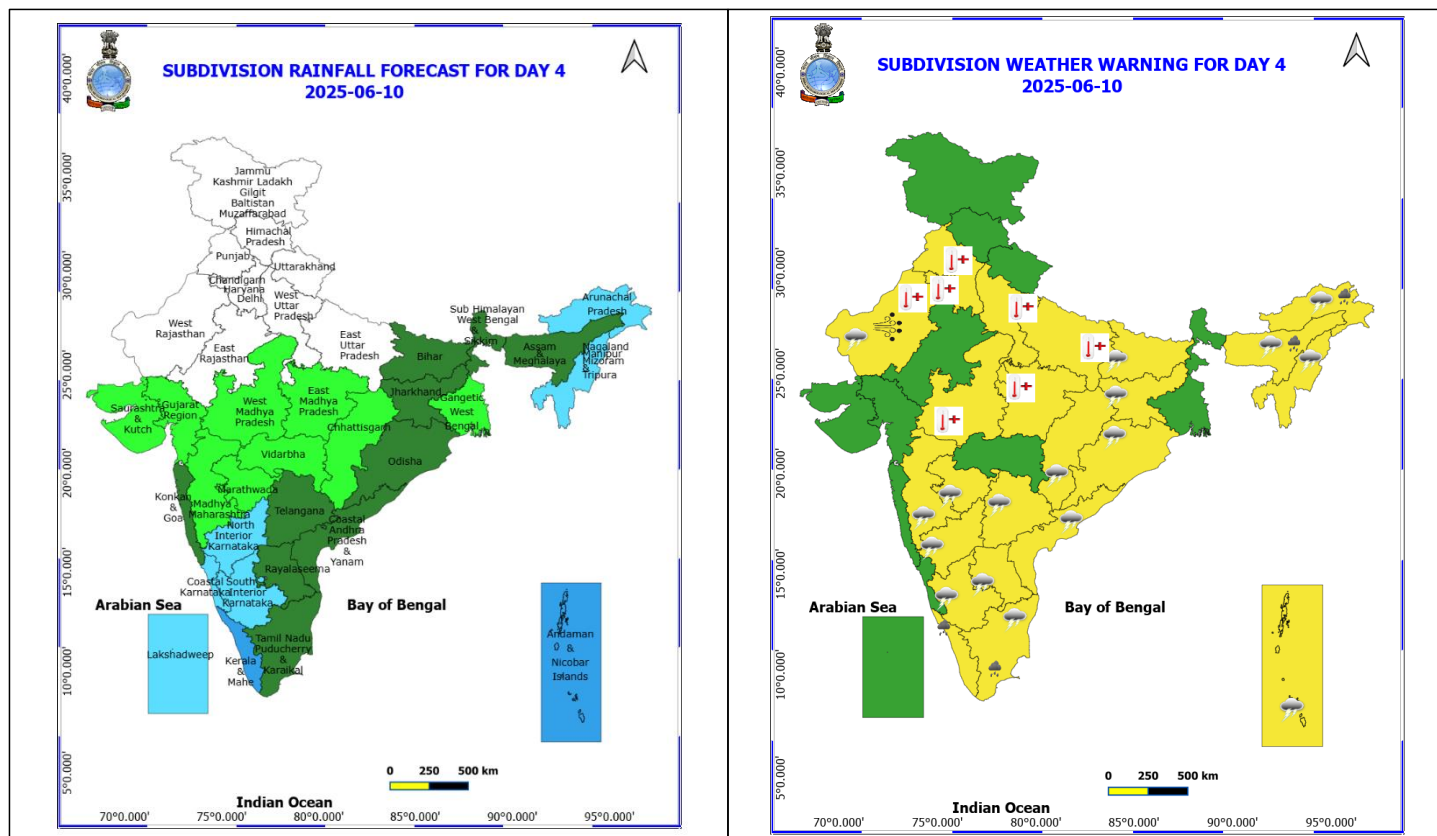 SUBDIVISION RAINFALL FORECAST FOR DAY 4
2025-06-10
40°0.000'
35°0.000'
30°0.000'
25°0.000'
20°0.000'
15°0.000'
10°0.000'
5°0.000'
Jammu
Kashmir Ladakh
Gilgit
Baltistan
Muzaffarabad
Himachal
Pradesh
Punjab
Uttarakhand
Chandigarh
Haryana
Delhi
West
Uttar
Pradesh
West
Rajasthan
East
Rajasthan
East
Uttar
Pradesh
Sub Himalayan
West Bengal
&
Sikkim
Arunachal
Pradesh
Assam
&
Meghalaya
Nagaland
Manipur
Mizoram
&
Tripura
Bihar
Jharkhand
Gangetic
West
Bengal
Saurashtra
&
Kutch
Gujarat
Region
West
Madhya
Pradesh
East
Madhya
Pradesh
Chhattisgarh
Vidarbha
Odisha
Konkan
&
Goa
Madhya
Maharashtra
Marathwada
Telangana
North
Interior
Karnataka
Coastal
Andhra
Pradesh
&
Yanam
Rayalaseema
Coastal
Karnataka
South
Interior
Karnataka
Arabian Sea
Bay of Bengal
Lakshadweep
Kerala
&
Mahe
Tamil Nadu
Puducherry
&
Karaikal
Andaman
&
Nicobar
Islands
0 250 500 km
Indian Ocean
70°0.000' 75°0.000' 80°0.000' 85°0.000' 90°0.000' 95°0.000'
SUBDIVISION WEATHER WARNING FOR DAY 4
2025-06-10
40°0.000'
35°0.000'
30°0.000'
25°0.000'
20°0.000'
15°0.000'
10°0.000'
5°0.000'
Arabian Sea
Bay of Bengal
0 250 500 km
Indian Ocean
70°0.000' 75°0.000' 80°0.000' 85°0.000' 90°0.000' 95°0.000'